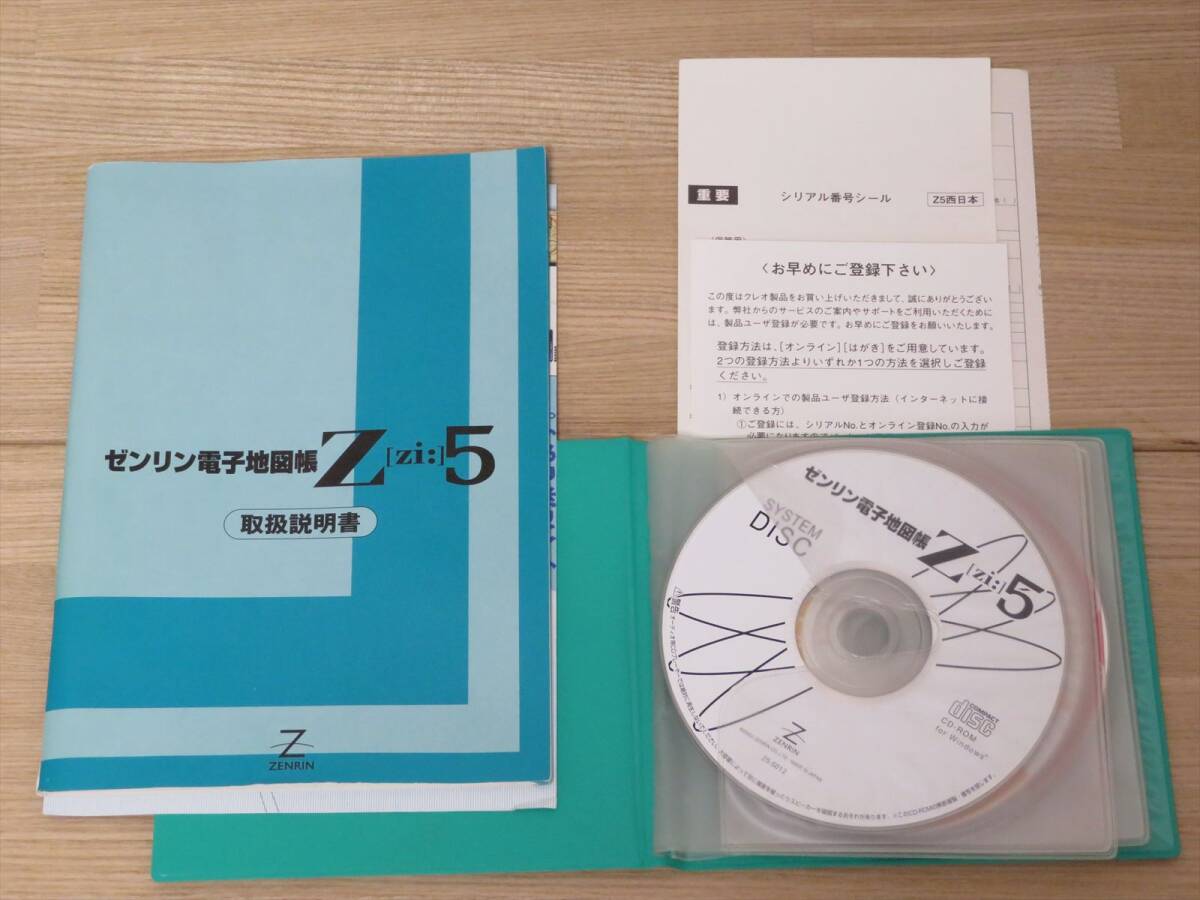 ゼンリン電子地図帳Z[zi:]5
取扱説明書
Z
ZENRIN
重要 シリアル番号シール Z5西日本
〈お早めにご登録下さい〉
この度はクレオ製品をお買い上げいただきまして、誠にありがとうござい
ます。弊社からのサービスのご案内やサポートをご利用いただくために
は、製品ユーザ登録が必要です。お早めにご登録をお願いいたします。
登録方法は、[オンライン][はがき]をご用意しています。
2つの登録方法よりいずれか1つの方法を選択しご登録
ください。
1）オンラインでの製品ユーザ登録方法（インターネットに接
続できる方）
①ご登録には、シリアルNo.とオンライン登録No.の入力が
ゼンリン電子地図帳Z[zi:]5
SYSTEM
DISC
COMPACT
disc
CD-ROM
for Windows
Z
ZENRIN